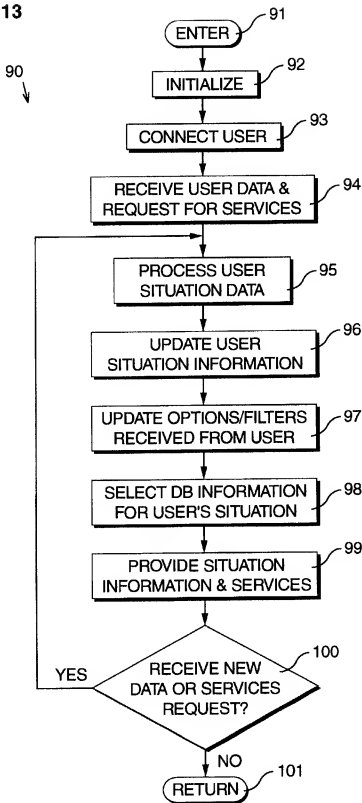 13
91
ENTER
90
92
INITIALIZE
93
CONNECT USER
94
RECEIVE USER DATA &
REQUEST FOR SERVICES
95
PROCESS USER
SITUATION DATA
96
UPDATE USER
SITUATION INFORMATION
97
UPDATE OPTIONS/FILTERS
RECEIVED FROM USER
98
SELECT DB INFORMATION
FOR USER'S SITUATION
99
PROVIDE SITUATION
INFORMATION & SERVICES
100
YES
RECEIVE NEW
DATA OR SERVICES
REQUEST?
NO
101
RETURN